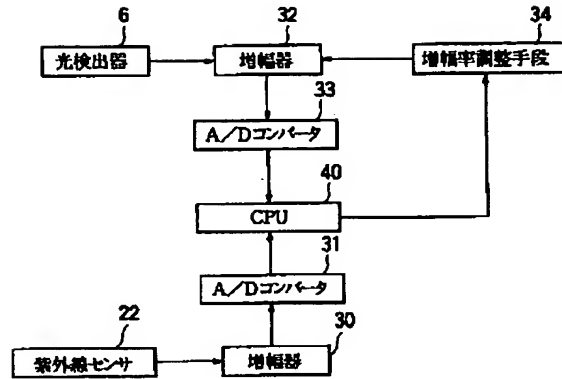 6
光検出器
32
増幅器
34
増幅率調整手段
33
A/Dコンバータ
40
CPU
31
A/Dコンバータ
22
紫外線センサ
30
増幅器